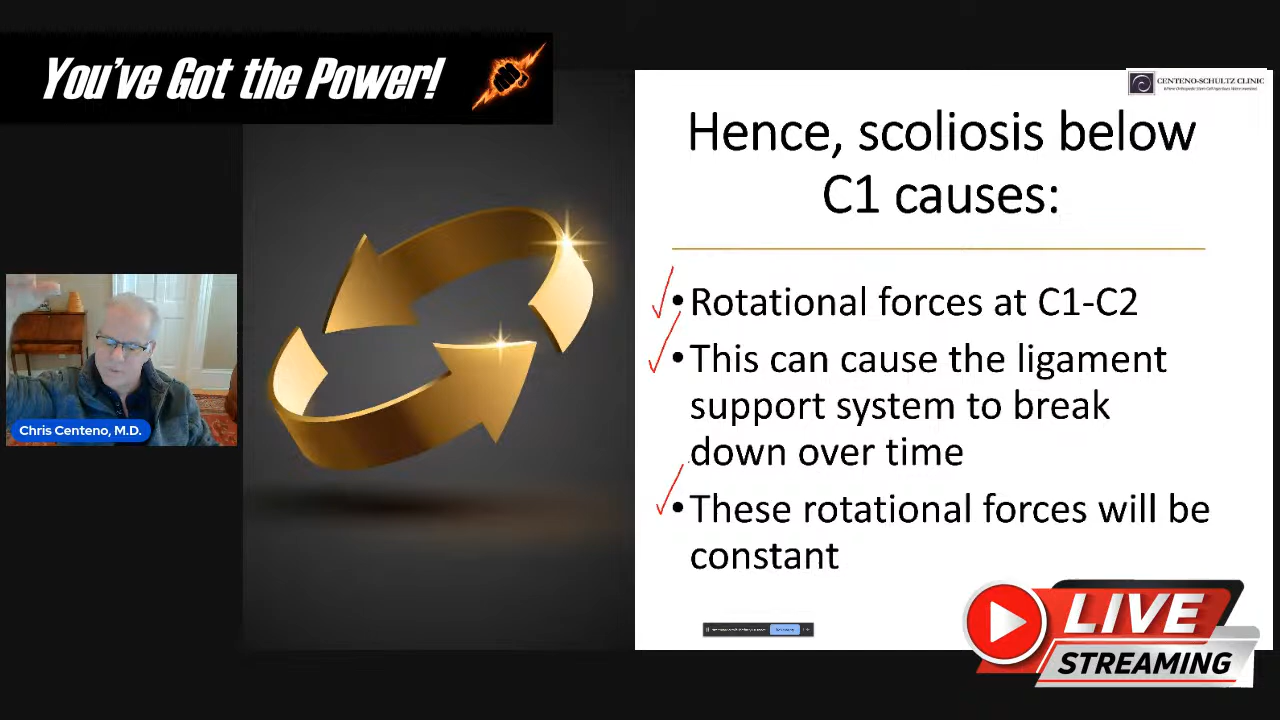 You've Got the Power!
CENTENO-SCHULTZ CLINIC
Hence, scoliosis below
C1 causes:
• Rotational forces at C1-C2
• This can cause the ligament
support system to break
down over time
• These rotational forces will be
constant
Chris Centeno, M.D.
LIVE
STREAMING